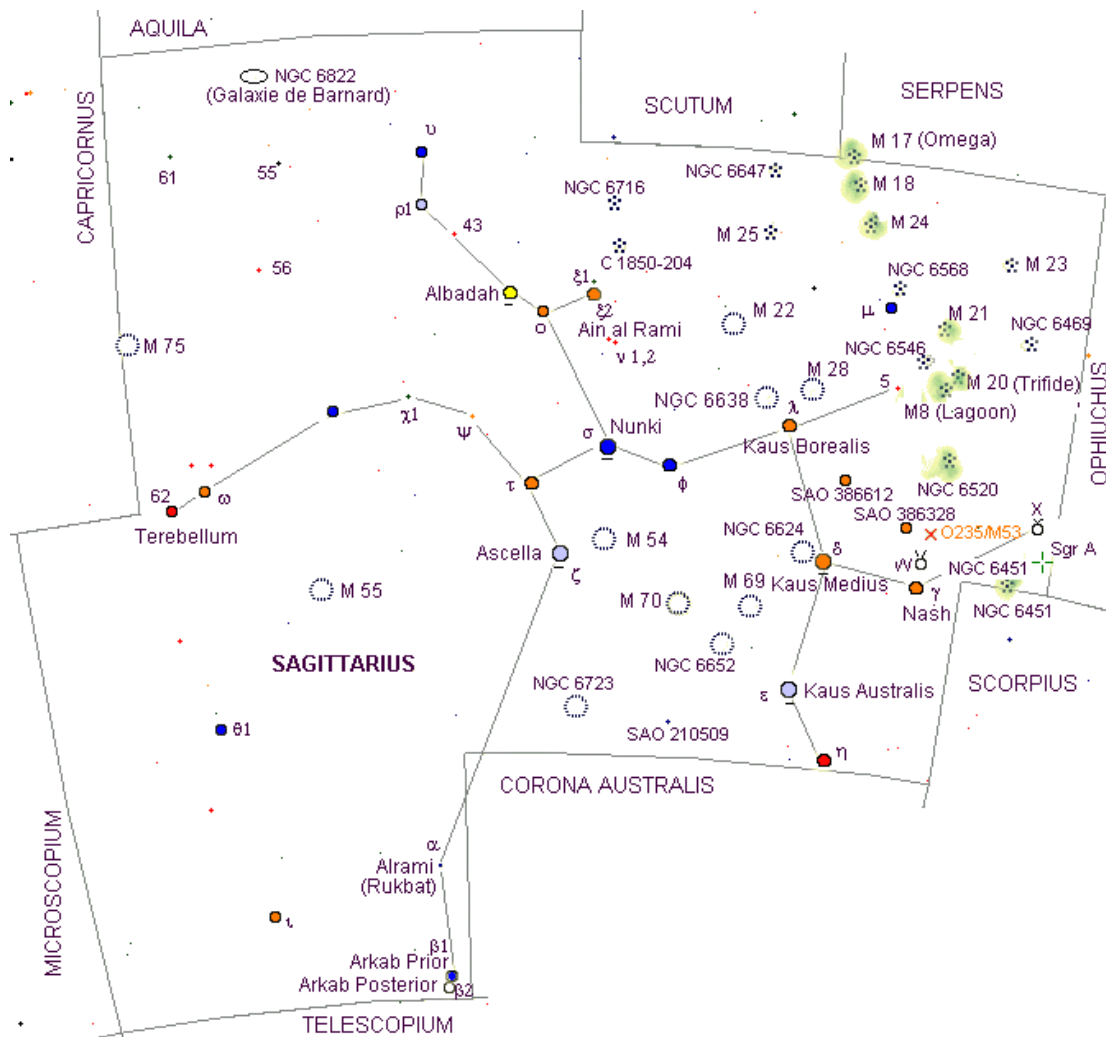 AQUILA
NGC 6822
(Galaxie de Barnard)
SCUTUM
SERPENS
CAPRICORNUS
υ
M 17 (Omega)
61
55
NGC 6647
NGC 6716
M 18
ρ1
43
M 24
M 25
C 1850-204
56
NGC 6568
M 23
Albadah
ξ1
ξ2
ο
Ain al Rami
ν 1,2
M 22
μ
M 21
NGC 6469
M 75
NGC 6546
M 28
5
M 20 (Trifide)
M8 (Lagoon)
NGC 6638
λ
χ1
ψ
σ
Nunki
Kaus Borealis
OPHIUCHUS
φ
62
ω
τ
SAO 386612
NGC 6520
Terebellum
SAO 386328
X
O235/M53
Ascella
ζ
M 54
NGC 6624
δ
W
NGC 6451
Sgr A
M 55
M 69
Kaus Medius
γ
Nash
M 70
NGC 6451
SAGITTARIUS
NGC 6652
NGC 6723
ε
Kaus Australis
SCORPIUS
θ1
SAO 210509
η
CORONA AUSTRALIS
MICROSCOPIUM
α
Alrami
(Rukbat)
ι
β1
Arkab Prior
Arkab Posterior
β2
TELESCOPIUM